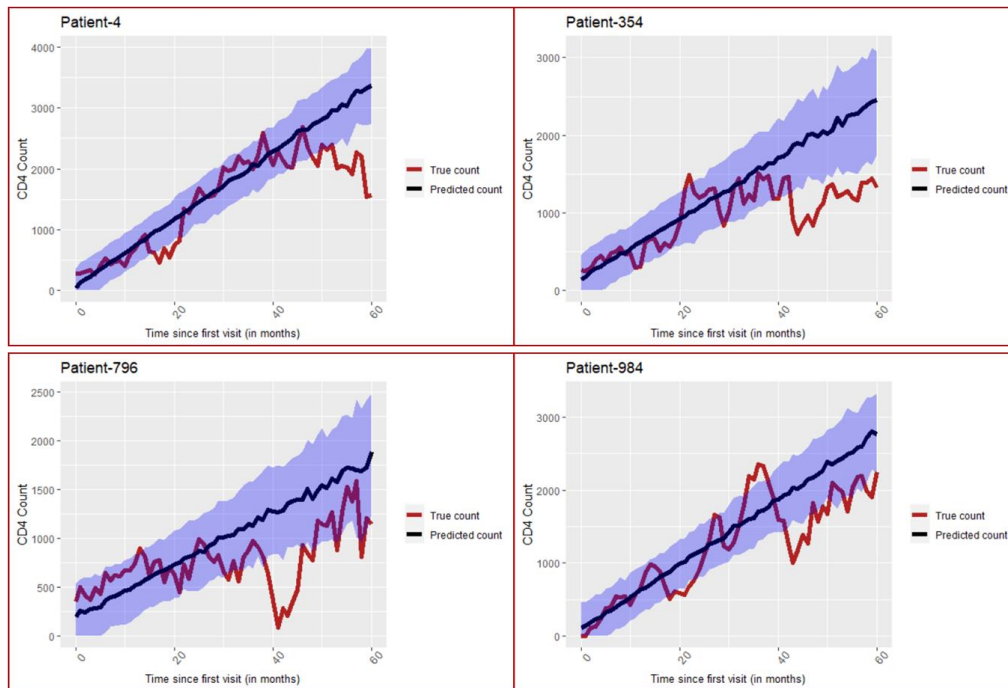 Patient-4
4000
3000
2000
1000
0
CD4 Count
0
20
40
60
Time since first visit (in months)
True count
Predicted count
Patient-354
3000
2000
1000
0
CD4 Count
0
20
40
60
Time since first visit (in months)
True count
Predicted count
Patient-796
2500
2000
1500
1000
500
0
CD4 Count
0
20
40
60
Time since first visit (in months)
True count
Predicted count
Patient-984
3000
2000
1000
0
CD4 Count
0
20
40
60
Time since first visit (in months)
True count
Predicted count